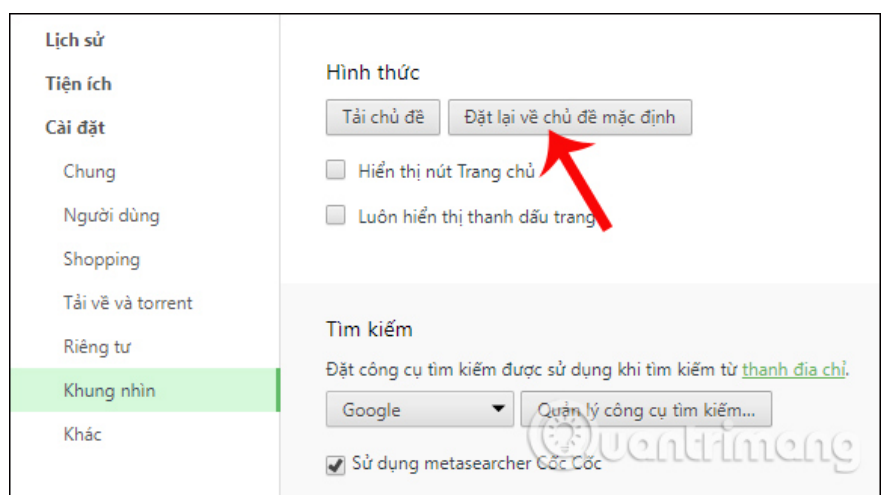 Lịch sử
Tiện ích
Cài đặt
Chung
Người dùng
Shopping
Tải về và torrent
Riêng tư
Khung nhìn
Khác
Hình thức
Tải chủ đề
Đặt lại về chủ đề mặc định
Hiển thị nút Trang chủ
Luôn hiển thị thanh dấu trang
Tìm kiếm
Đặt công cụ tìm kiếm được sử dụng khi tìm kiếm từ thanh đia chỉ.
Google
Quản lý công cụ tìm kiếm...
Sử dụng metasearcher Cốc Cốc
Quantrimang